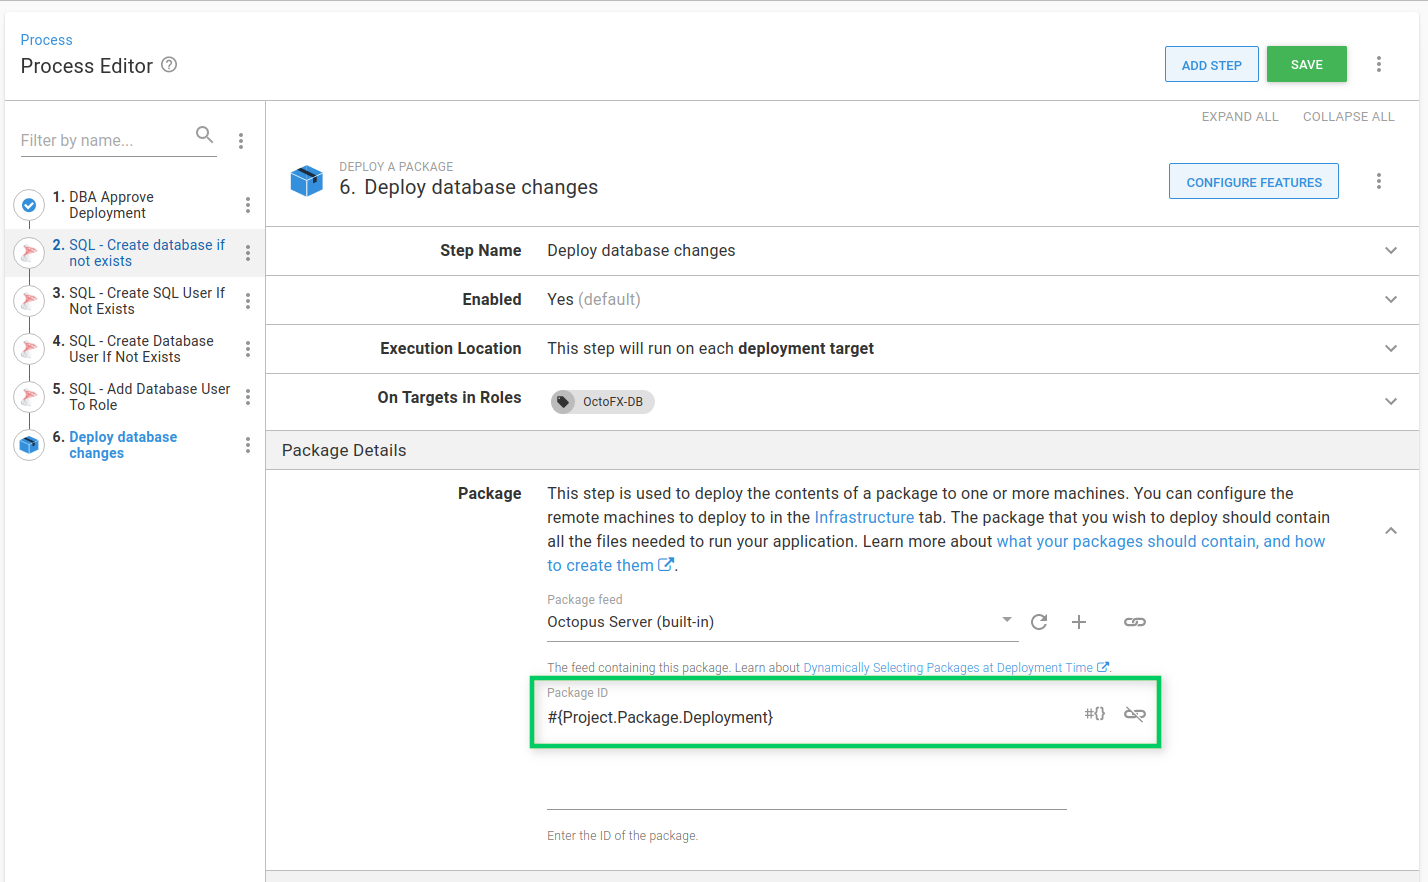 Process
Process Editor
ADD STEP
SAVE
EXPAND ALL
COLLAPSE ALL
Filter by name...
1. DBA Approve
Deployment
2. SQL - Create database if
not exists
3. SQL - Create SQL User If
Not Exists
4. SQL - Create Database
User If Not Exists
5. SQL - Add Database User
To Role
6. Deploy database
changes
DEPLOY A PACKAGE
6. Deploy database changes
CONFIGURE FEATURES
Step Name
Deploy database changes
Enabled
Yes (default)
Execution Location
This step will run on each deployment target
On Targets in Roles
OctoFX-DB
Package Details
Package
This step is used to deploy the contents of a package to one or more machines. You can configure the
remote machines to deploy to in the Infrastructure tab. The package that you wish to deploy should contain
all the files needed to run your application. Learn more about what your packages should contain, and how
to create them.
Package feed
Octopus Server (built-in)
The feed containing this package. Learn about Dynamically Selecting Packages at Deployment Time.
Package ID
#{Project.Package.Deployment}
#{}
Enter the ID of the package.